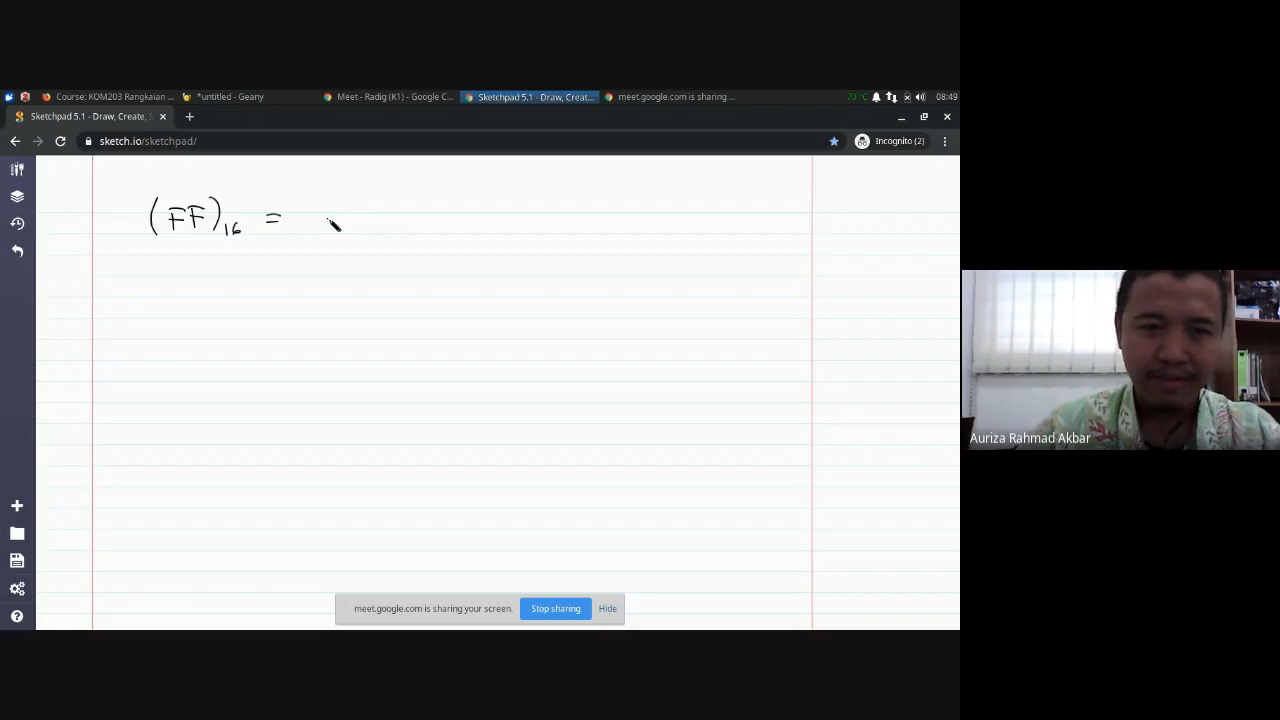 Course: KOM203 Rangkaian ...
*untitled - Geany
Meet - Radig (K1) - Google C...
Sketchpad 5.1 - Draw, Creat...
meet.google.com is sharing ...
70 °C
08:49
Sketchpad 5.1 - Draw, Create, S
sketch.io/sketchpad/
Incognito (2)
(FF)16 =
Auriza Rahmad Akbar
meet.google.com is sharing your screen.
Stop sharing
Hide